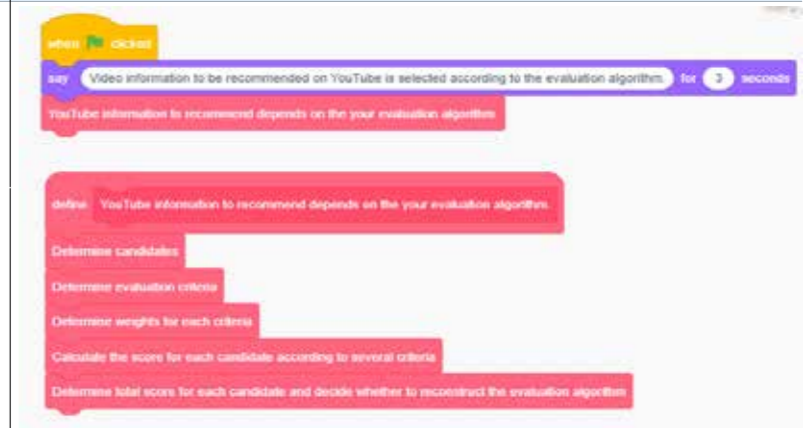 when clicked
say Video information to be recommended on YouTube is selected according to the evaluation algorithm. for 3 seconds
YouTube information to recommend depends on the your evaluation algorithm
define YouTube information to recommend depends on the your evaluation algorithm
Determine candidates
Determine evaluation criteria
Determine weights for each criteria
Calculate the score for each candidate according to several criteria
Determine total score for each candidate and decide whether to reconstruct the evaluation algorithm